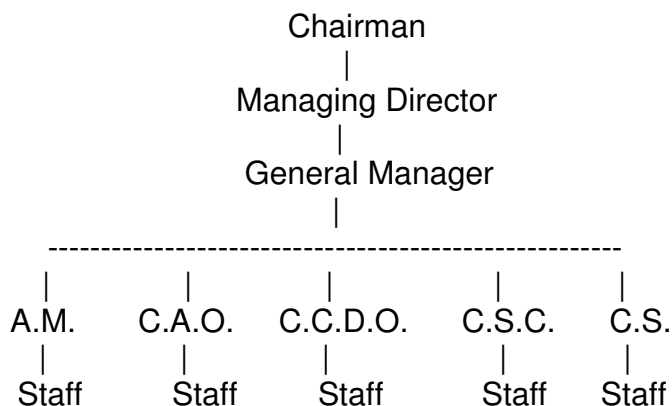 Chairman
|
Managing Director
|
General Manager
|
------------------------------------------------------
| | | | |
A.M. C.A.O. C.C.D.O. C.S.C. C.S.
| | | | |
Staff Staff Staff Staff Staff